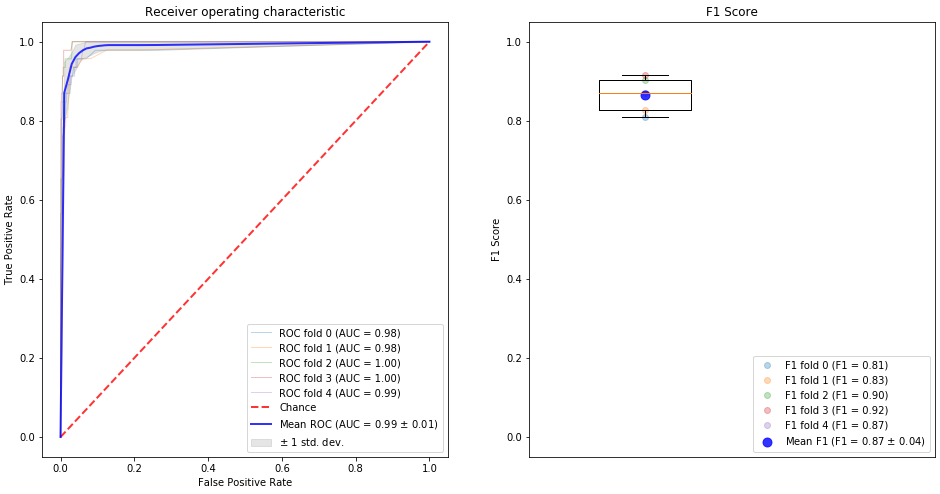 Receiver operating characteristic
1.0
0.8
0.6
0.4
0.2
0.0
True Positive Rate
ROC fold 0 (AUC = 0.98)
ROC fold 1 (AUC = 0.98)
ROC fold 2 (AUC = 1.00)
ROC fold 3 (AUC = 1.00)
ROC fold 4 (AUC = 0.99)
Chance
Mean ROC (AUC = 0.99 ± 0.01)
± 1 std. dev.
0.0 0.2 0.4 0.6 0.8 1.0
False Positive Rate
F1 Score
1.0
0.8
0.6
0.4
0.2
0.0
F1 Score
F1 fold 0 (F1 = 0.81)
F1 fold 1 (F1 = 0.83)
F1 fold 2 (F1 = 0.90)
F1 fold 3 (F1 = 0.92)
F1 fold 4 (F1 = 0.87)
Mean F1 (F1 = 0.87 ± 0.04)